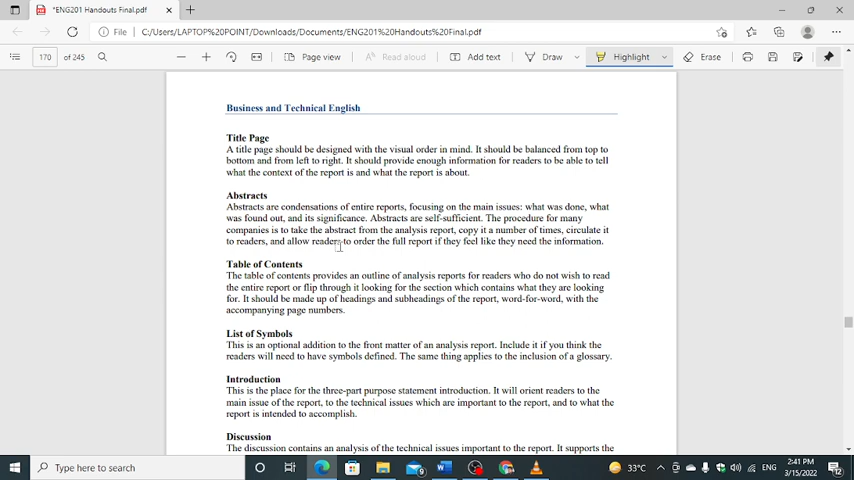 *ENG201 Handouts Final.pdf
File
C:/Users/LAPTOP%20POINT/Downloads/Documents/ENG201%20Handouts%20Final.pdf
170 of 245
Page view
Read aloud
Add text
Draw
Highlight
Erase
Business and Technical English
Title Page
A title page should be designed with the visual order in mind. It should be balanced from top to
bottom and from left to right. It should provide enough information for readers to be able to tell
what the context of the report is and what the report is about.
Abstracts
Abstracts are condensations of entire reports, focusing on the main issues: what was done, what
was found out, and its significance. Abstracts are self-sufficient. The procedure for many
companies is to take the abstract from the analysis report, copy it a number of times, circulate it
to readers, and allow readers to order the full report if they feel like they need the information.
Table of Contents
The table of contents provides an outline of analysis reports for readers who do not wish to read
the entire report or flip through it looking for the section which contains what they are looking
for. It should be made up of headings and subheadings of the report, word-for-word, with the
accompanying page numbers.
List of Symbols
This is an optional addition to the front matter of an analysis report. Include it if you think the
readers will need to have symbols defined. The same thing applies to the inclusion of a glossary.
Introduction
This is the place for the three-part purpose statement introduction. It will orient readers to the
main issue of the report, to the technical issues which are important to the report, and to what the
report is intended to accomplish.
Discussion
The discussion contains an analysis of the technical issues important to the report. It supports the
Type here to search
9
33°C
ENG
2:41 PM
3/15/2022
12